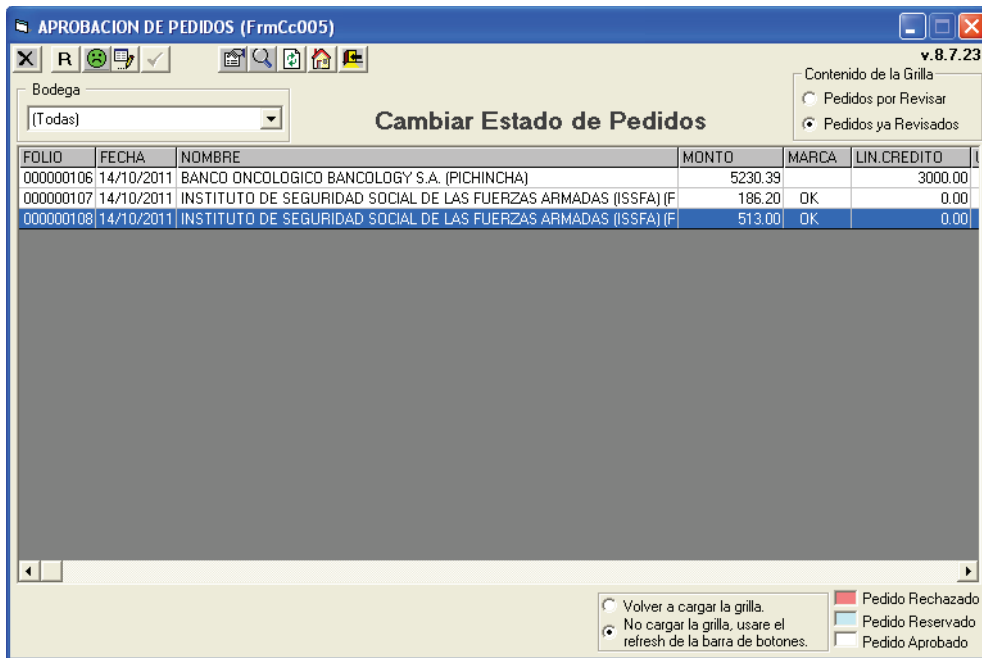 APROBACION DE PEDIDOS (FrmCc005)
R
v.8.7.23
Bodega
(Todas)
Cambiar Estado de Pedidos
Contenido de la Grilla
Pedidos por Revisar
Pedidos ya Revisados
FOLIO FECHA NOMBRE MONTO MARCA LIN.CREDITO
000000106 14/10/2011 BANCO ONCOLOGICO BANCOLOGY S.A. (PICHINCHA) 5230.39 3000.00
000000107 14/10/2011 INSTITUTO DE SEGURIDAD SOCIAL DE LAS FUERZAS ARMADAS (ISSFA) (F 186.20 OK 0.00
000000108 14/10/2011 INSTITUTO DE SEGURIDAD SOCIAL DE LAS FUERZAS ARMADAS (ISSFA) (F 513.00 OK 0.00
Volver a cargar la grilla.
No cargar la grilla, usare el
refresh de la barra de botones.
Pedido Rechazado
Pedido Reservado
Pedido Aprobado